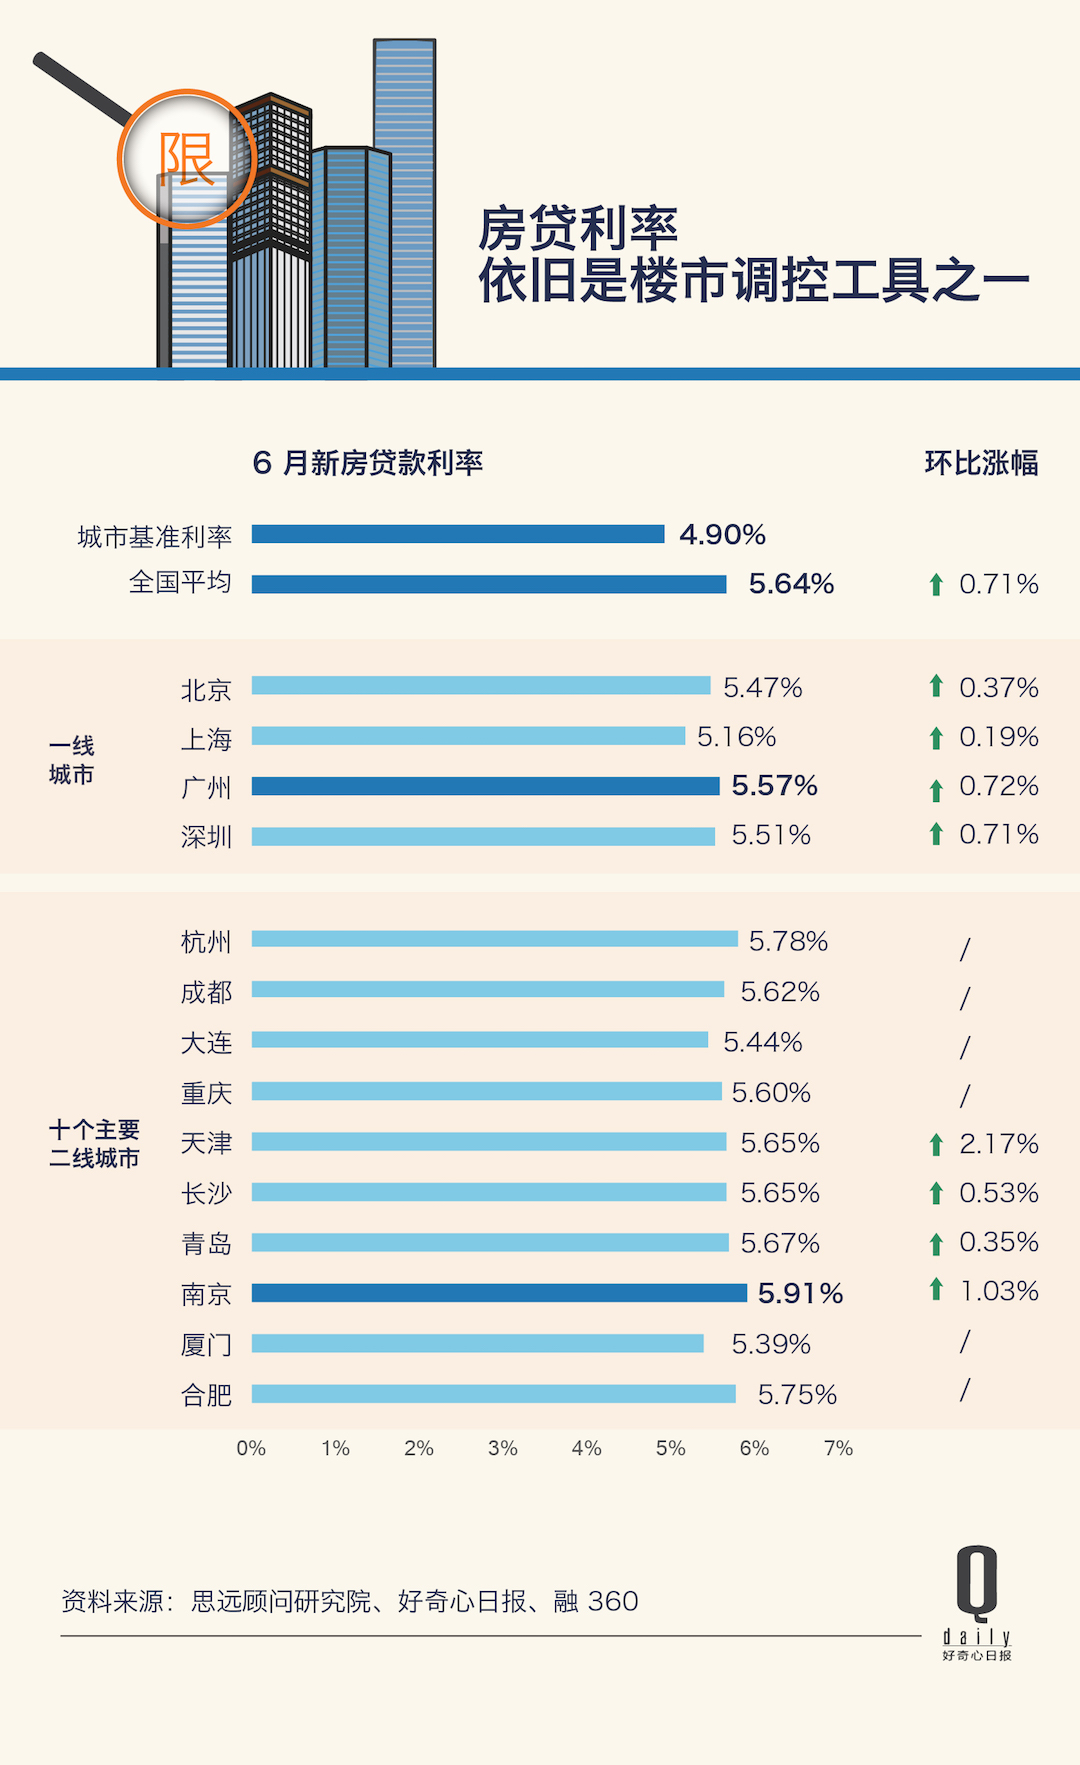 限
房贷利率
依旧是楼市调控工具之一
6 月新房贷款利率 环比涨幅
城市基准利率 4.90%
全国平均 5.64% 0.71%
一线
城市
北京 5.47% 0.37%
上海 5.16% 0.19%
广州 5.57% 0.72%
深圳 5.51% 0.71%
十个主要
二线城市
杭州 5.78% /
成都 5.62% /
大连 5.44% /
重庆 5.60% /
天津 5.65% 2.17%
长沙 5.65% 0.53%
青岛 5.67% 0.35%
南京 5.91% 1.03%
厦门 5.39% /
合肥 5.75% /
0% 1% 2% 3% 4% 5% 6% 7%
资料来源：思远顾问研究院、好奇心日报、融 360
Q
daily
好奇心日报